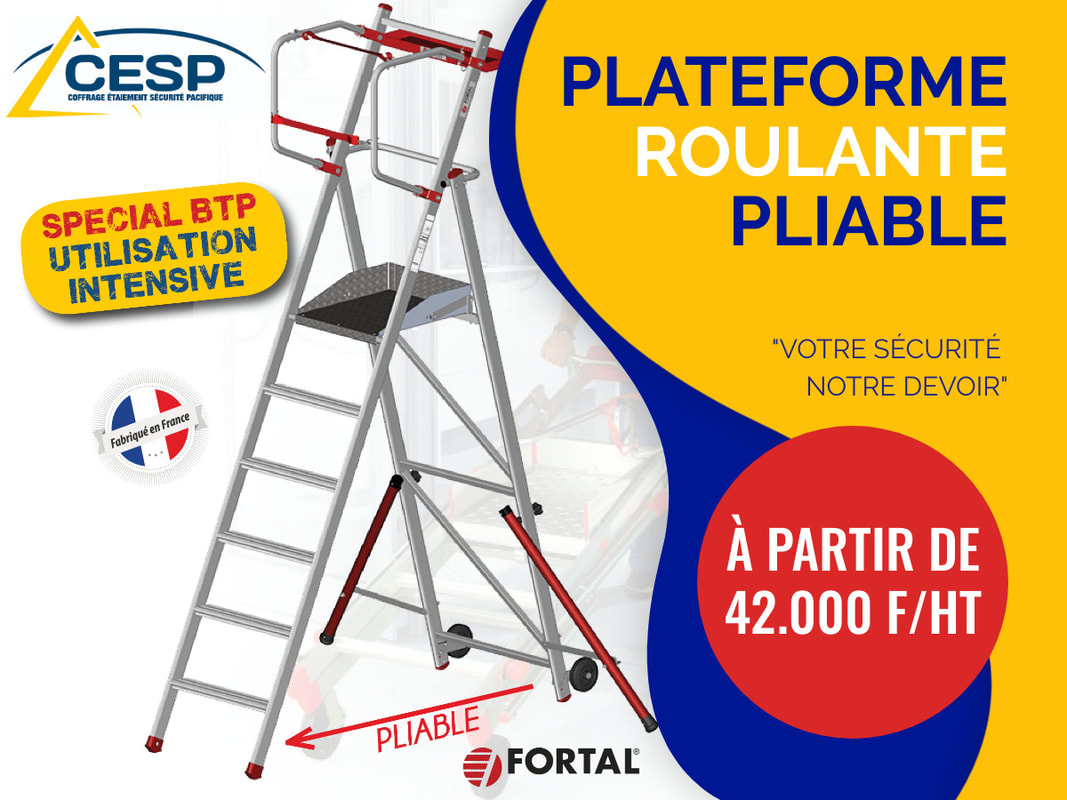 CESP
COFFRAGE ÉTAIEMENT SÉCURITÉ PACIFIQUE
PLATEFORME
ROULANTE
PLIABLE
SPECIAL BTP
UTILISATION
INTENSIVE
"VOTRE SÉCURITÉ
NOTRE DEVOIR"
Fabriqué en France
À PARTIR DE
42.000 F/HT
PLIABLE
FORTAL®